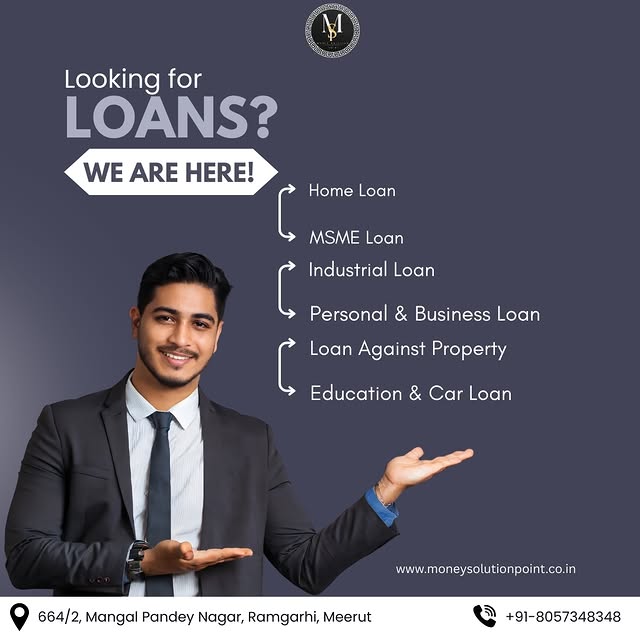 MS
Looking for
LOANS?
WE ARE HERE!
Home Loan
MSME Loan
Industrial Loan
Personal & Business Loan
Loan Against Property
Education & Car Loan
www.moneysolutionpoint.co.in
664/2, Mangal Pandey Nagar, Ramgarhi, Meerut
+91-8057348348